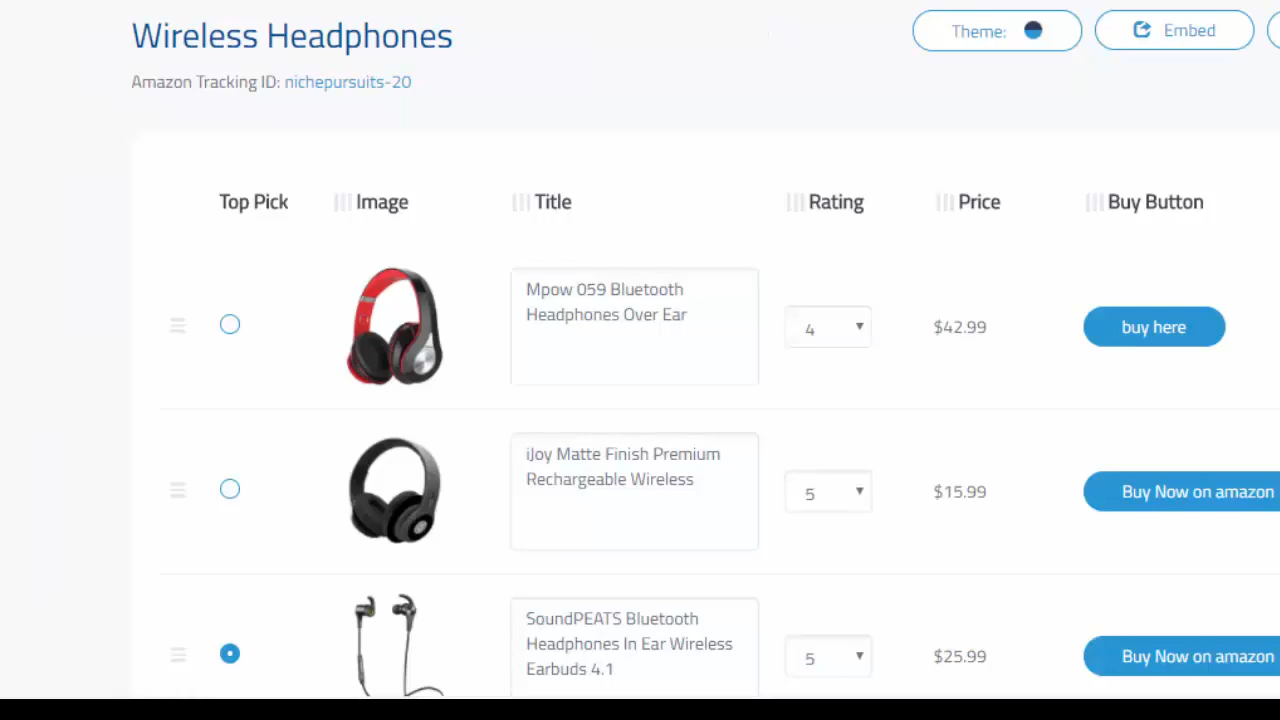 Wireless Headphones
Theme:
Embed
Amazon Tracking ID: nichepursuits-20
Top Pick Image Title Rating Price Buy Button
Mpow 059 Bluetooth
Headphones Over Ear
4 $42.99 buy here
iJoy Matte Finish Premium
Rechargeable Wireless
5 $15.99 Buy Now on amazon
SoundPEATS Bluetooth
Headphones In Ear Wireless
Earbuds 4.1
5 $25.99 Buy Now on amazon